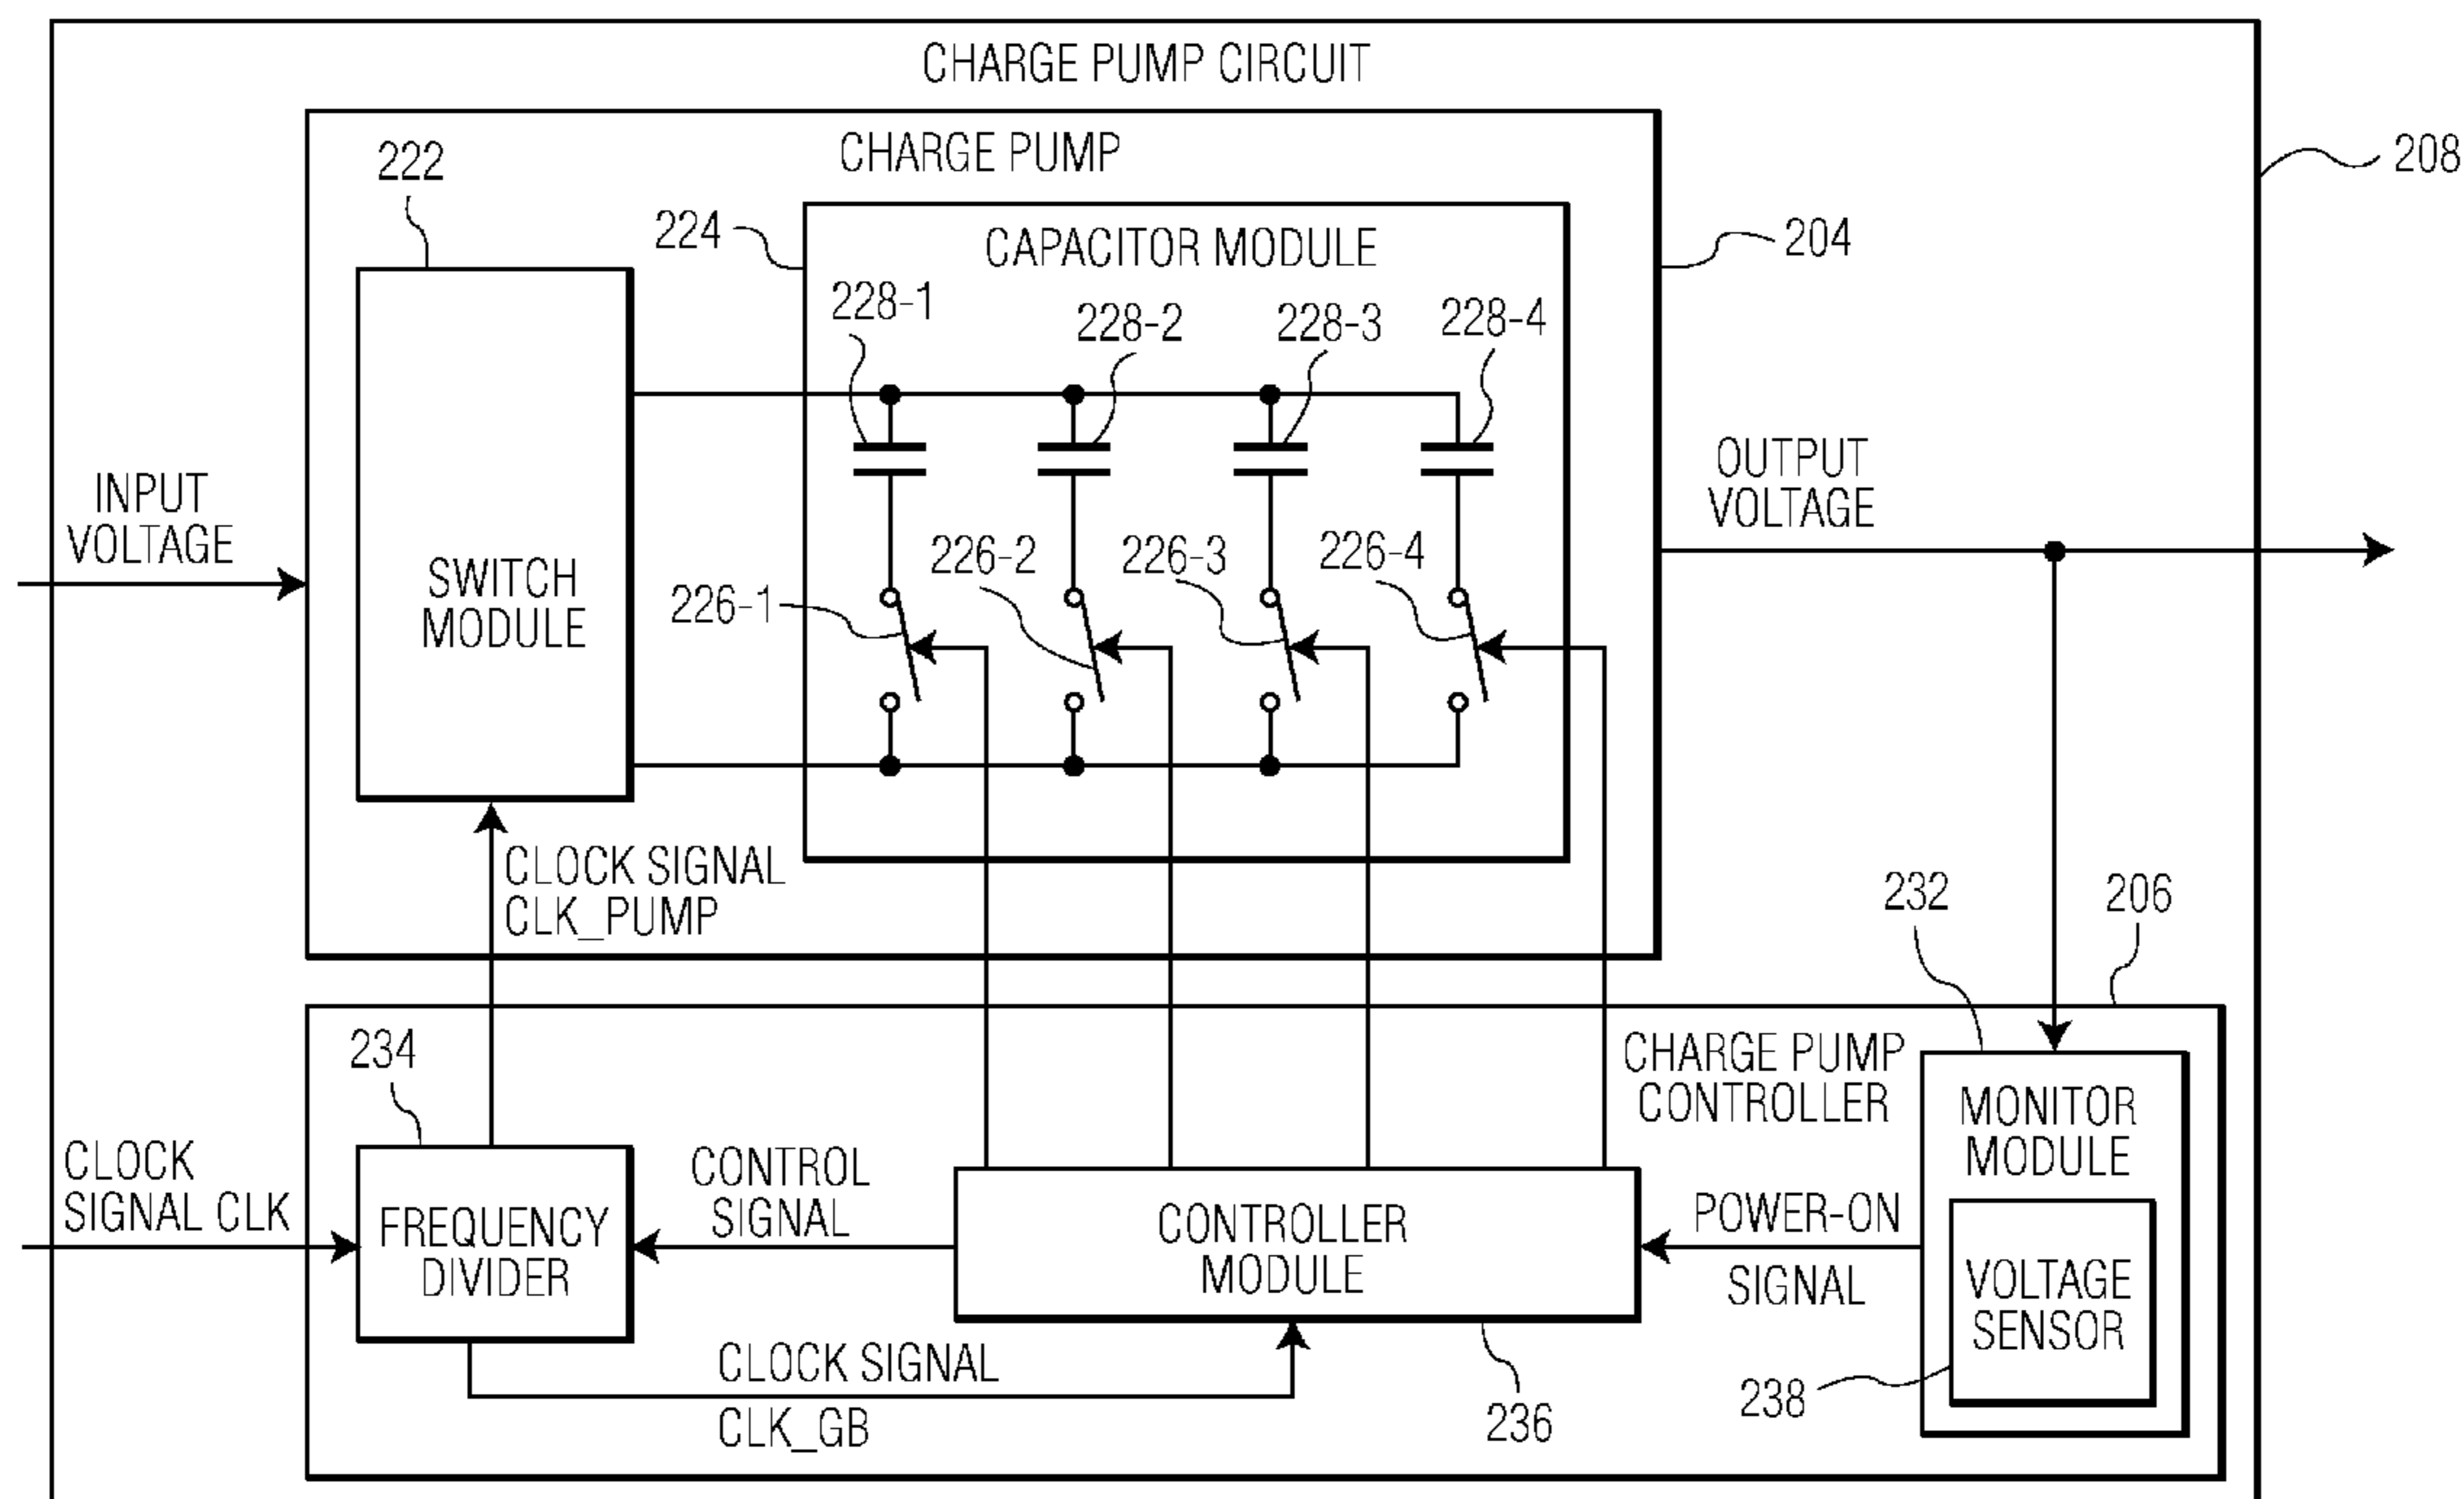 CHARGE PUMP CIRCUIT
CHARGE PUMP
222
208
224
CAPACITOR MODULE
204
228-1
228-2
228-3
228-4
INPUT
VOLTAGE
OUTPUT
VOLTAGE
SWITCH
MODULE
226-1
226-2
226-3
226-4
CLOCK SIGNAL
CLK_PUMP
232
206
234
CHARGE PUMP
CONTROLLER
MONITOR
MODULE
CLOCK
SIGNAL CLK
FREQUENCY
DIVIDER
CONTROL
SIGNAL
CONTROLLER
MODULE
POWER-ON
SIGNAL
VOLTAGE
SENSOR
CLOCK SIGNAL
CLK_GB
236
238